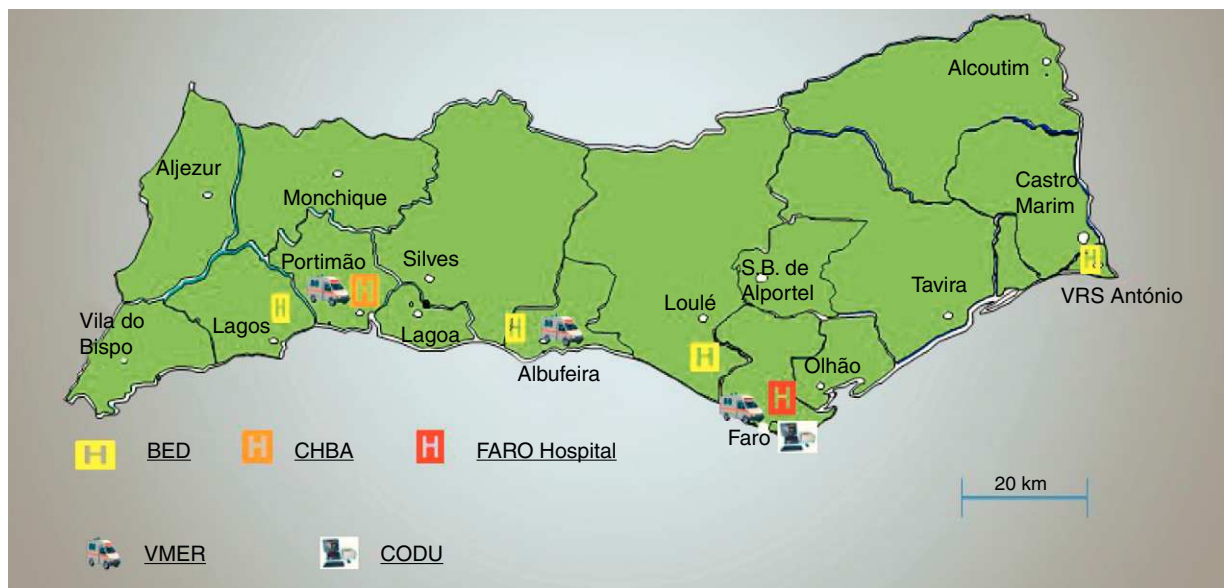 Alcoutim
Aljezur
Monchique
Castro
Marim
Portimão
Silves
S.B. de
Alportel
Tavira
VRS António
Loulé
Vila do
Bispo
Lagos
Lagoa
Albufeira
Olhão
Faro
H BED
H CHBA
H FARO Hospital
20 km
VMER
CODU
H
H
H
H
H
H